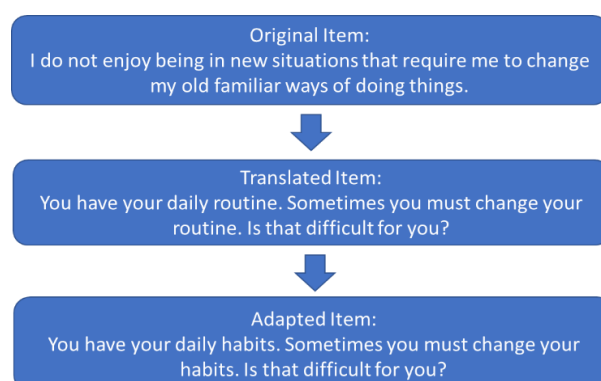 Original Item:
I do not enjoy being in new situations that require me to change
my old familiar ways of doing things.
Translated Item:
You have your daily routine. Sometimes you must change your
routine. Is that difficult for you?
Adapted Item:
You have your daily habits. Sometimes you must change your
habits. Is that difficult for you?